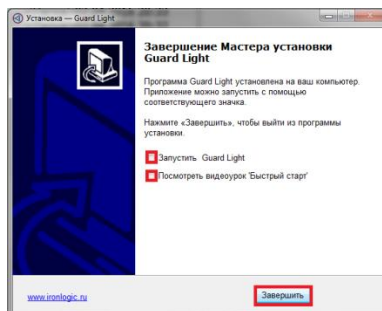 Установка — Guard Light
Завершение Мастера установки
Guard Light
Программа Guard Light установлена на ваш компьютер.
Приложение можно запустить с помощью
соответствующего значка.
Нажмите «Завершить», чтобы выйти из программы
установки.
Запустить Guard Light
Посмотреть видеоурок 'Быстрый старт'
www.ironlogic.ru
Завершить